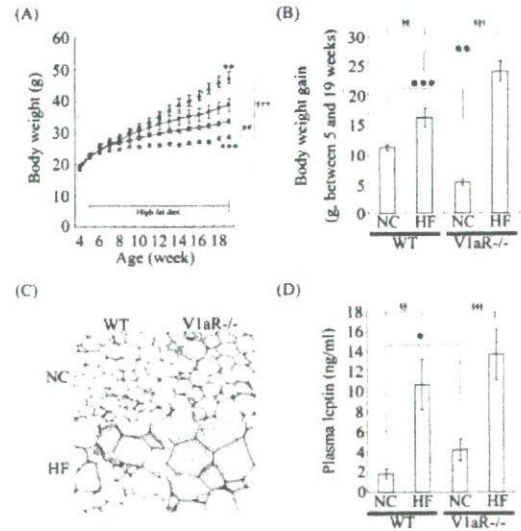 (A)
Body weight (g)
60
50
40
30
20
10
0
**
†††
##
***
High fat diet
4 5 6 7 8 9 10 12 14 16 18
Age (week)
(B)
Body weight gain
(g, between 5 and 19 weeks)
30
25
20
15
10
5
0
***
**
†††
NC HF NC HF
WT V1aR-/-
(C)
WT V1aR-/-
NC
HF
(D)
Plasma leptin (ng/ml)
18
16
14
12
10
8
6
4
2
0
*
NC HF NC HF
WT V1aR-/-